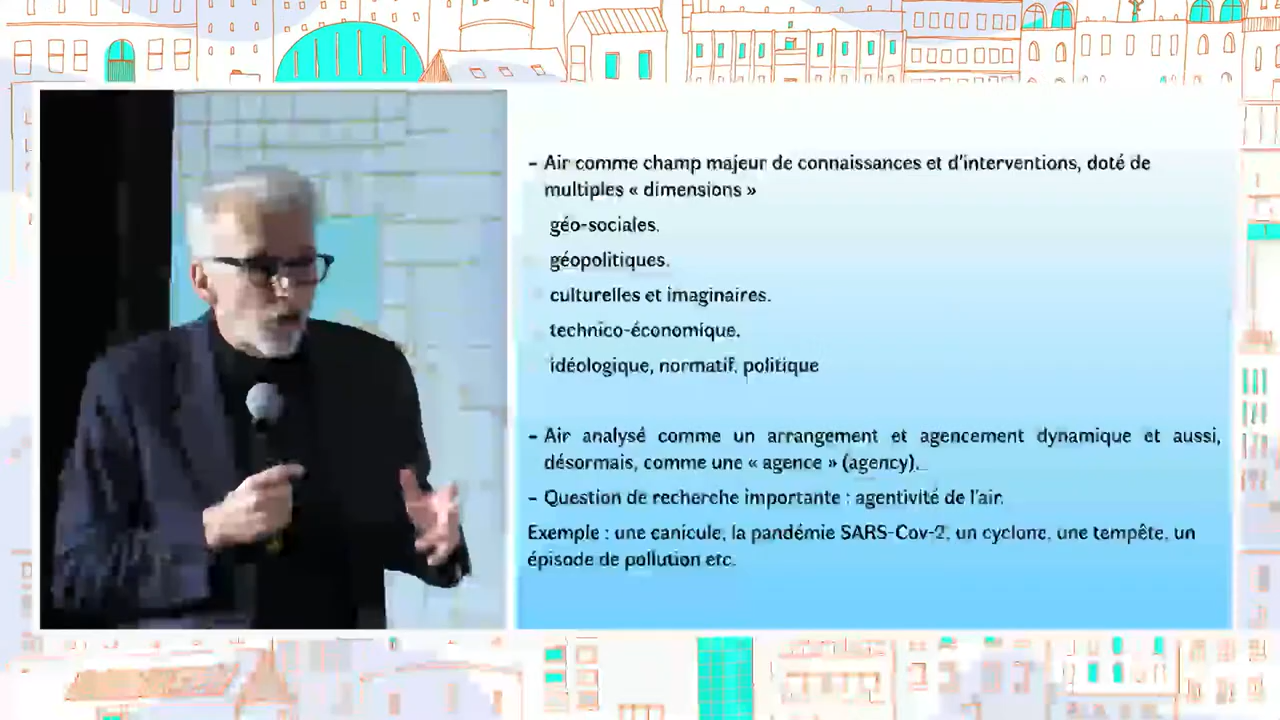 - Air comme champ majeur de connaissances et d'interventions, doté de
multiples « dimensions »
géo-sociales.
géopolitiques.
culturelles et imaginaires.
technico-économique.
idéologique, normatif, politique
- Air analysé comme un arrangement et agencement dynamique et aussi,
désormais, comme une « agence » (agency).
- Question de recherche importante : agentivité de l'air.
Exemple : une canicule, la pandémie SARS-Cov-2, un cyclone, une tempête, un
épisode de pollution etc.